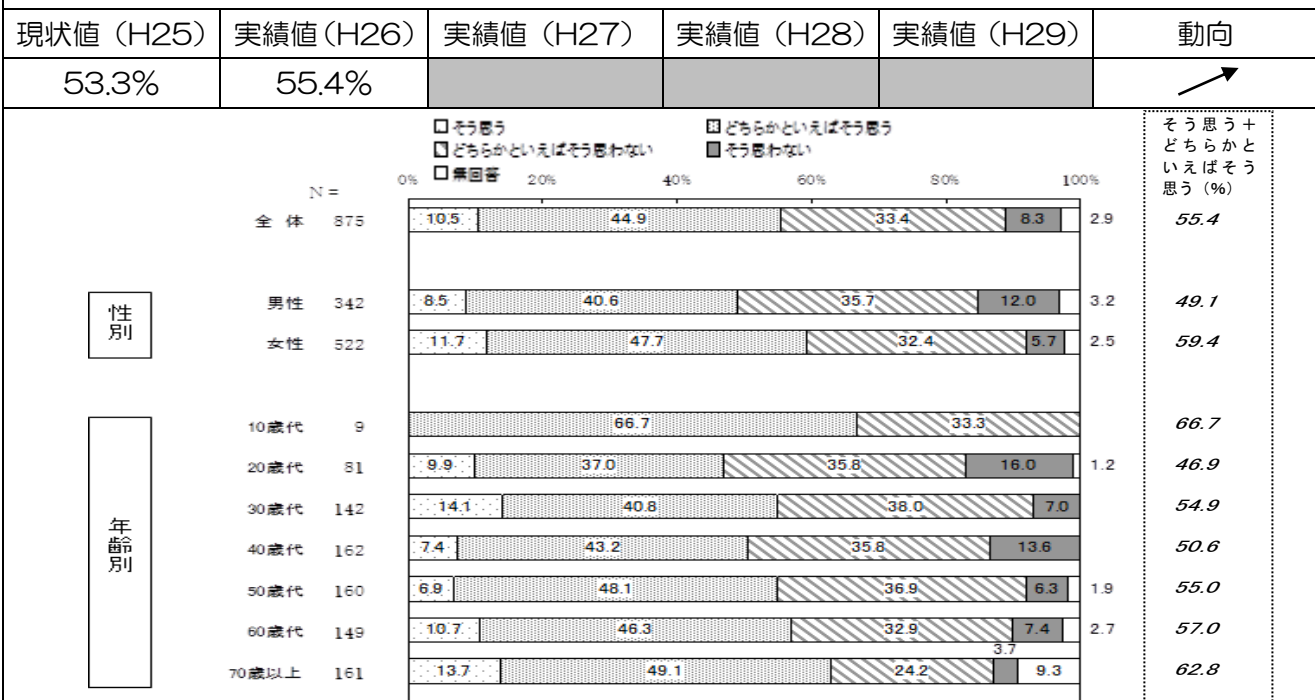 現状値（H25） 実績値（H26） 実績値（H27） 実績値（H28） 実績値（H29） 動向
53.3% 55.4%
そう思う どちらかといえばそう思う
どちらかといえばそう思わない そう思わない
無回答
そう思う＋
どちらかと
いえばそう
思う（%）
N = 0% 20% 40% 60% 80% 100%
全 体 875 10.5 44.9 33.4 8.3 2.9 55.4
性別
男性 342 8.5 40.6 35.7 12.0 3.2 49.1
女性 522 11.7 47.7 32.4 5.7 2.5 59.4
年齢別
10歳代 9 66.7 33.3 66.7
20歳代 81 9.9 37.0 35.8 16.0 1.2 46.9
30歳代 142 14.1 40.8 38.0 7.0 54.9
40歳代 162 7.4 43.2 35.8 13.6 50.6
50歳代 160 6.9 48.1 36.9 6.3 1.9 55.0
60歳代 149 10.7 46.3 32.9 7.4 2.7 57.0
70歳以上 161 13.7 49.1 24.2 3.7 9.3 62.8